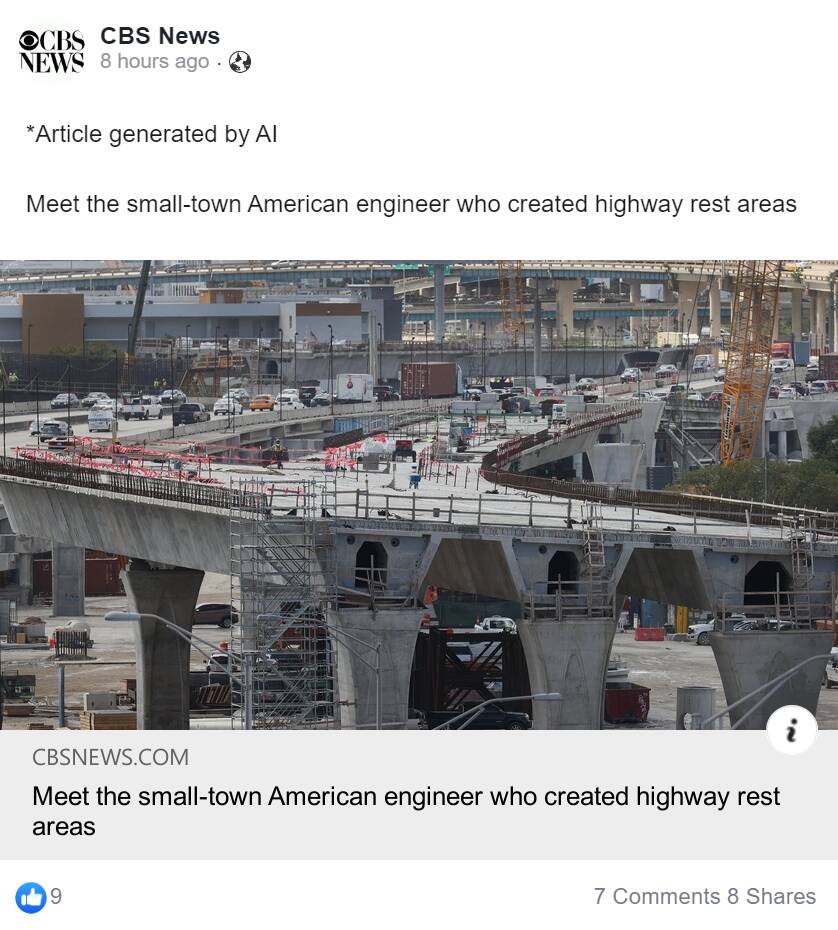 CBS NEWS
CBS News
8 hours ago ·
*Article generated by AI
Meet the small-town American engineer who created highway rest areas
i
CBSNEWS.COM
Meet the small-town American engineer who created highway rest
areas
9
7 Comments 8 Shares